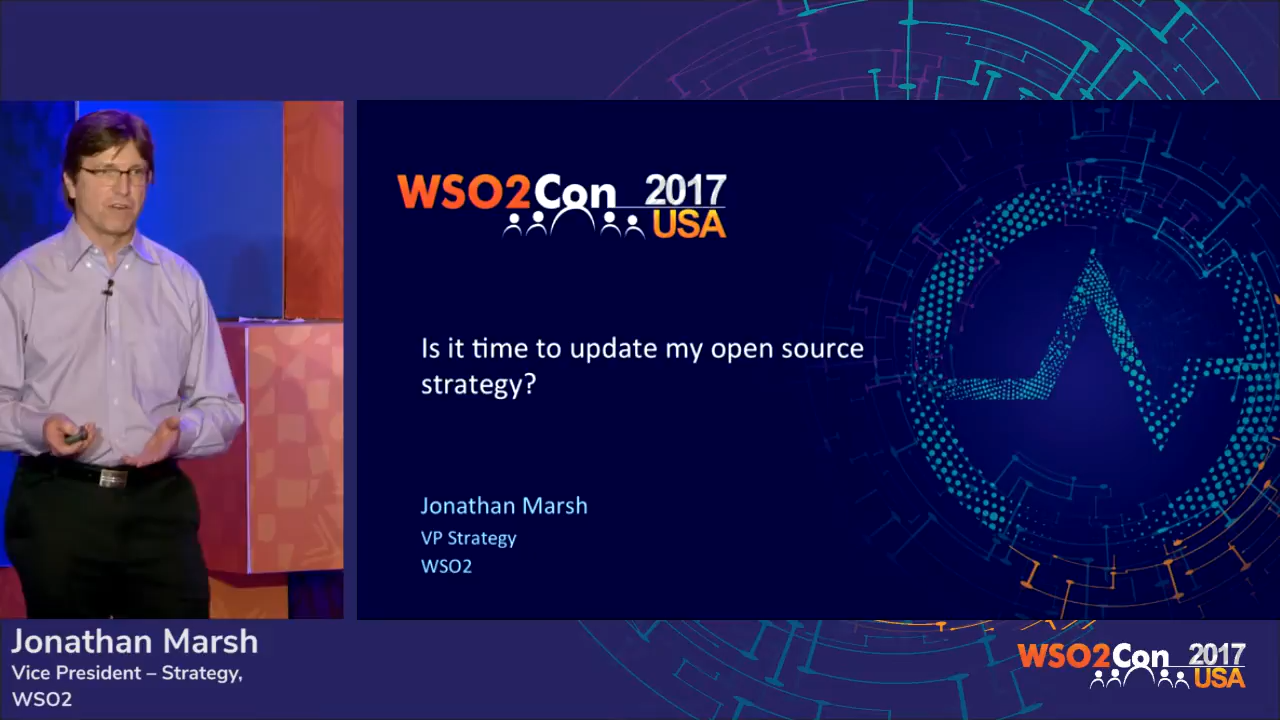 WSO2Con 2017
USA
Is it time to update my open source
strategy?
Jonathan Marsh
VP Strategy
WSO2
Jonathan Marsh
Vice President – Strategy,
WSO2
WSO2Con 2017
USA